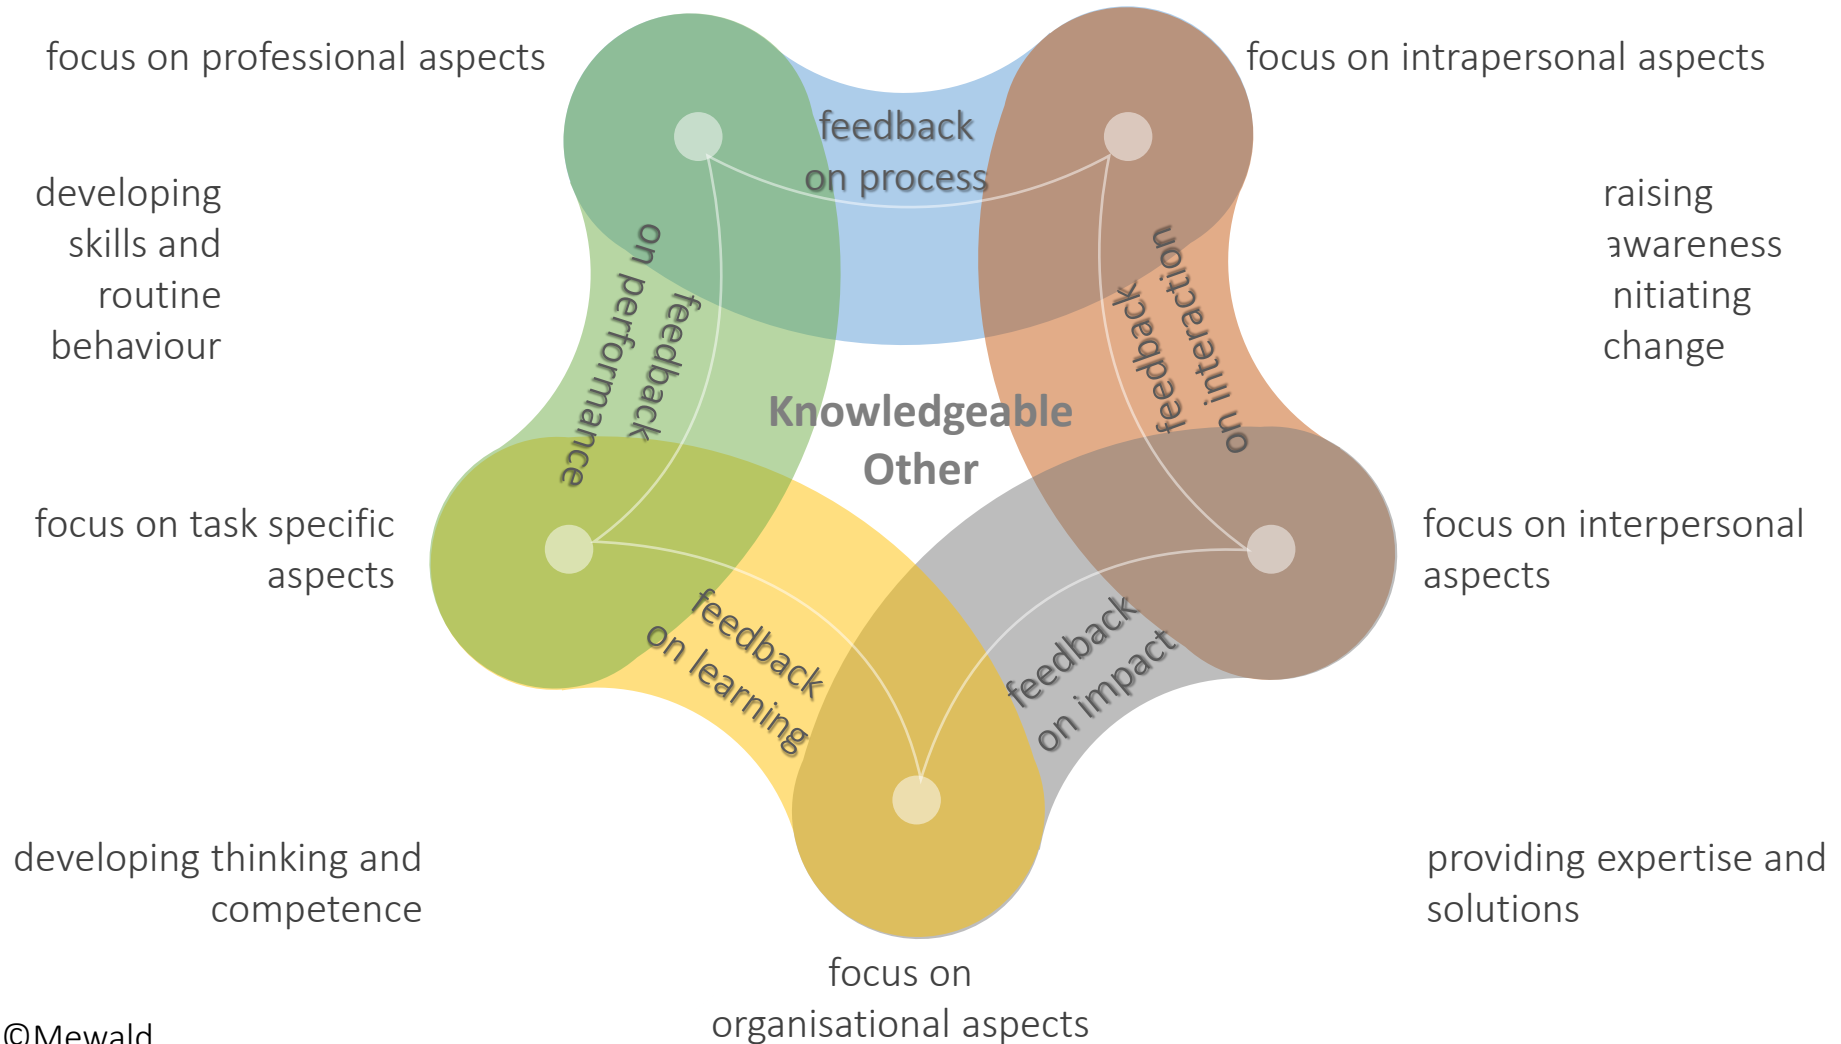 focus on professional aspects
focus on intrapersonal aspects
feedback
on process
developing
skills and
routine
behaviour
raising
awareness
nitiating
change
feedback
on performance
feedback
on interaction
Knowledgeable
Other
focus on task specific
aspects
focus on interpersonal
aspects
feedback
on learning
feedback
on impact
developing thinking and
competence
providing expertise and
solutions
focus on
organisational aspects
©Mewald